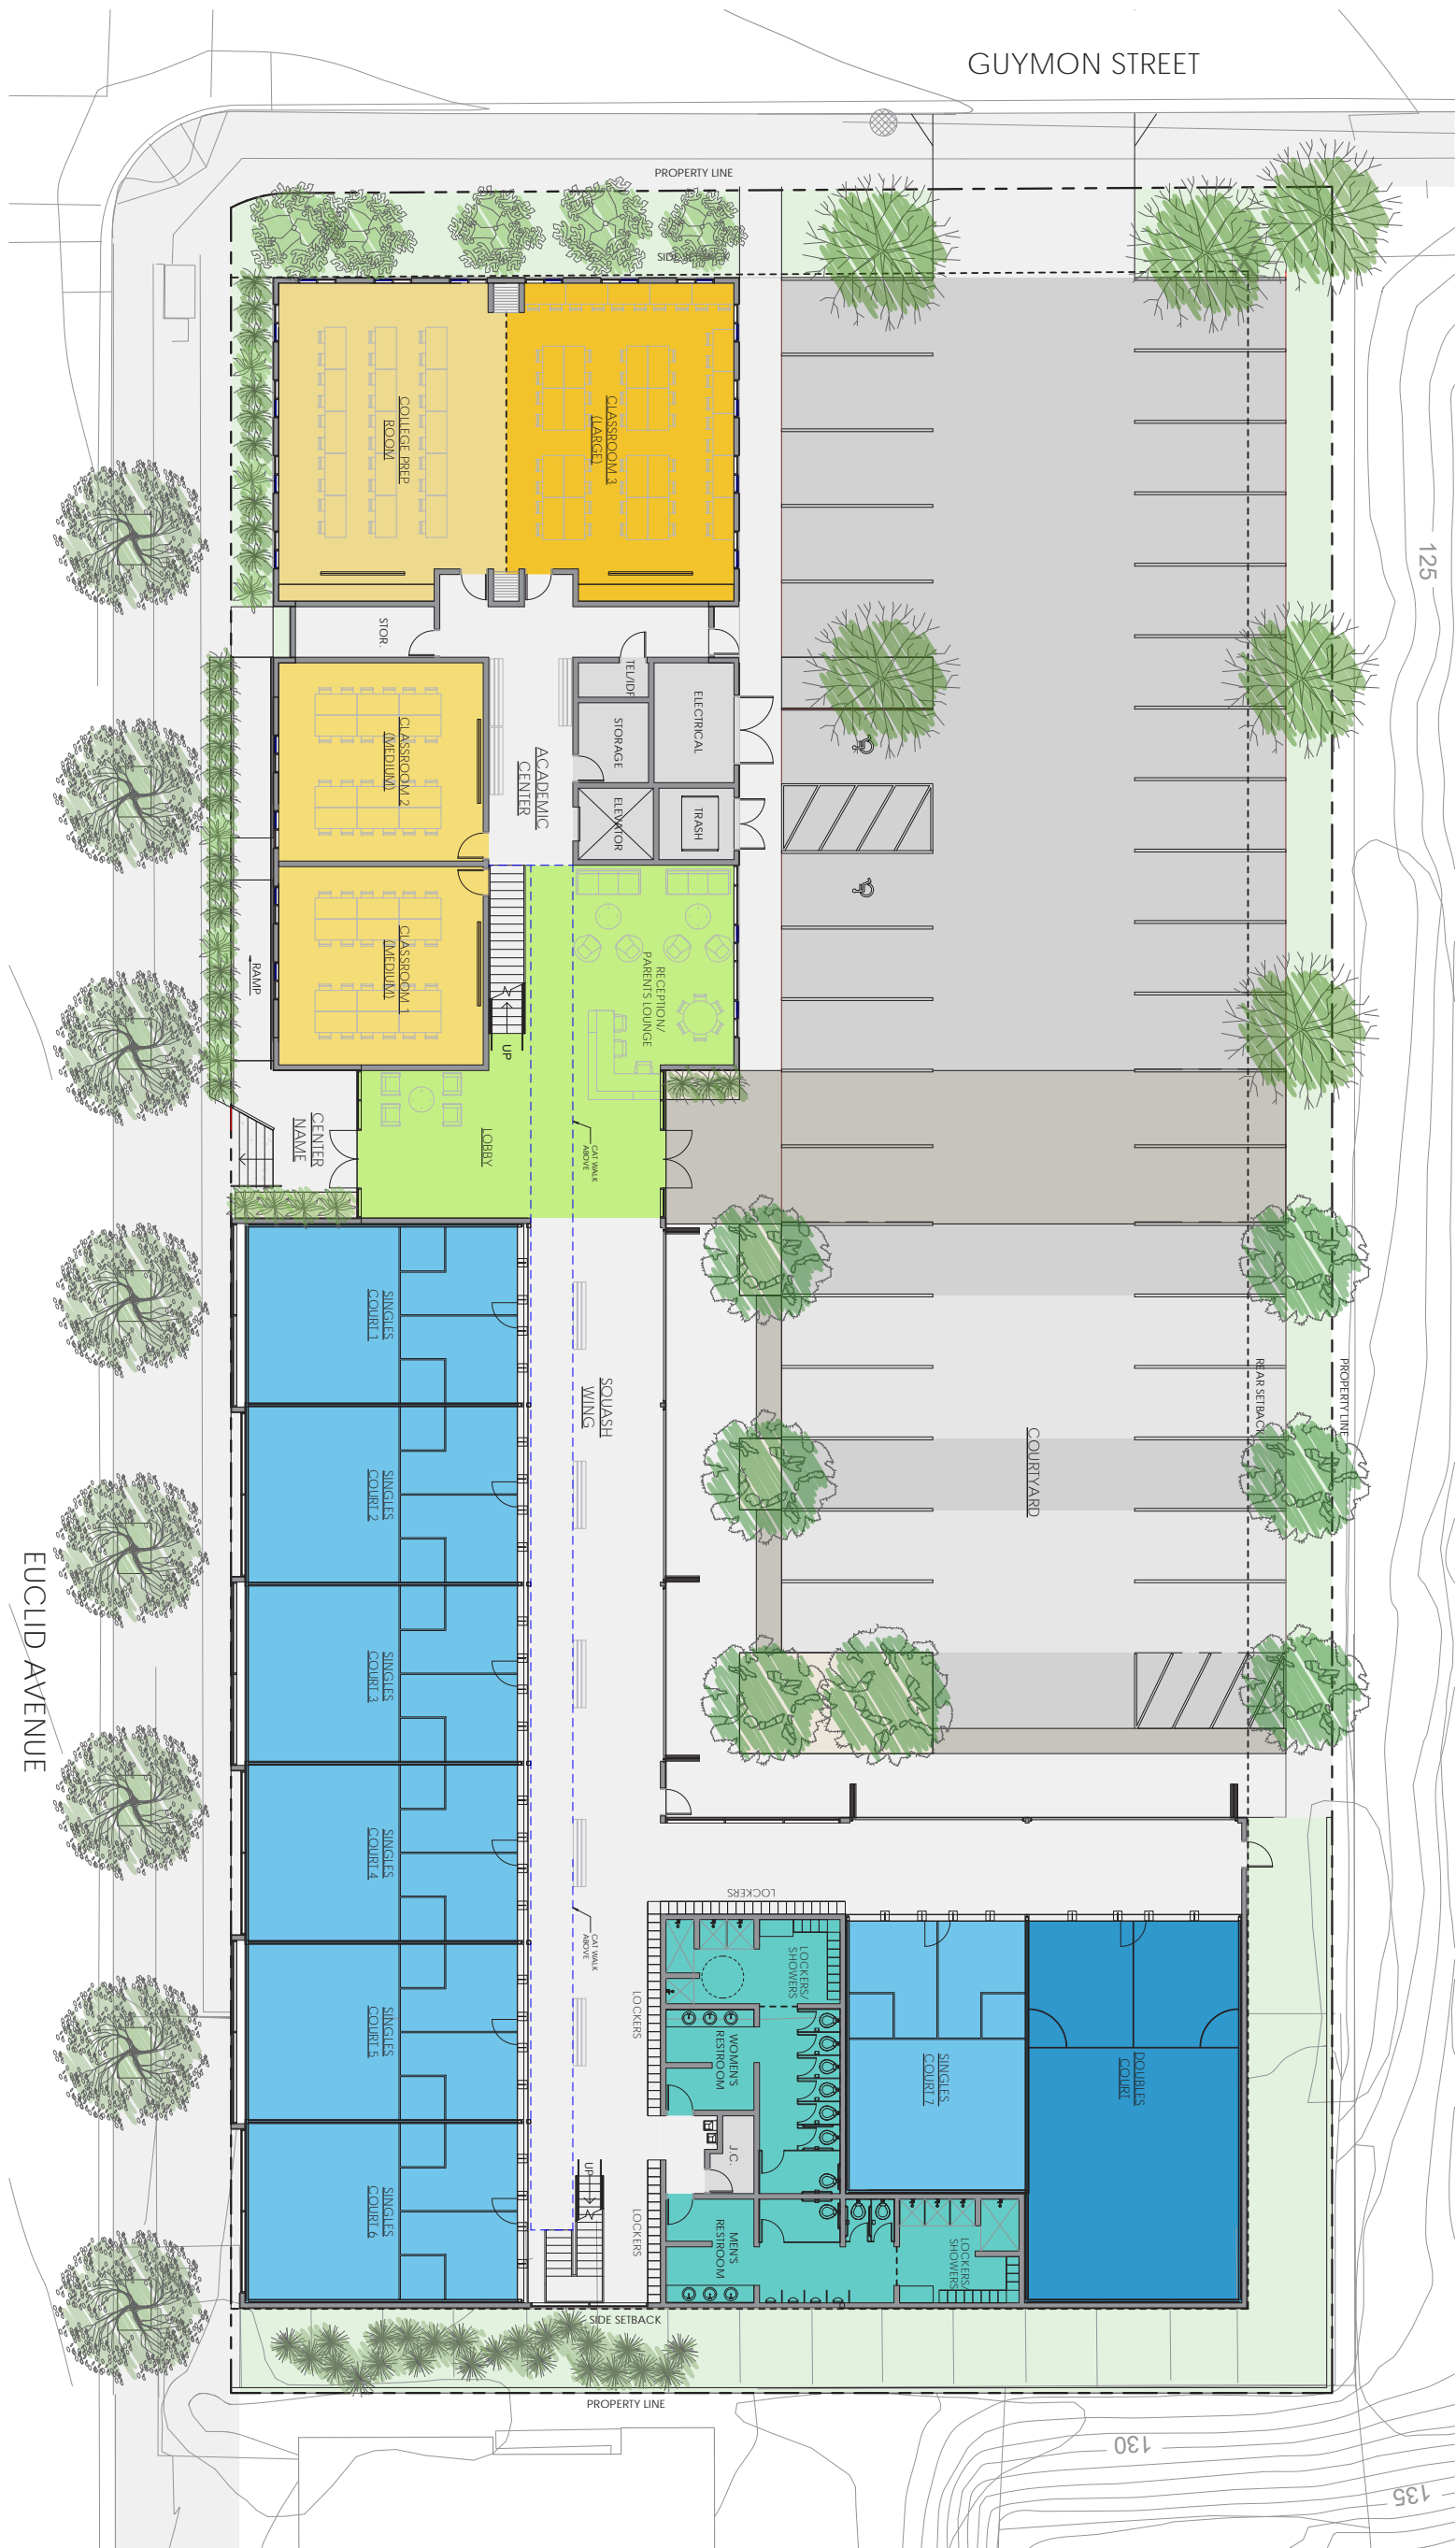 GUYMON STREET
PROPERTY LINE
SIDE SETBACK
COLLEGE PREP
ROOM
CLASSROOM 3
(LARGE)
125
STOR.
TEL/IDF
ELECTRICAL
STORAGE
CLASSROOM 2
(MEDIUM)
ACADEMIC
CENTER
ELEVATOR
TRASH
CLASSROOM 1
(MEDIUM)
RAMP
RECEPTION/
PARENTS LOUNGE
UP
CENTER
NAME
LOBBY
CAT WALK
ABOVE
SINGLES
COURT 1
SQUASH
WING
REAR SETBACK
PROPERTY LINE
COURTYARD
SINGLES
COURT 2
EUCLID AVENUE
SINGLES
COURT 3
SINGLES
COURT 4
LOCKERS
CAT WALK
ABOVE
LOCKERS/
SHOWERS
SINGLES
COURT 5
LOCKERS
WOMEN'S
RESTROOM
SINGLES
COURT 7
DOUBLES
COURT
J.C.
UP
SINGLES
COURT 6
LOCKERS
MEN'S
RESTROOM
LOCKERS/
SHOWERS
SIDE SETBACK
PROPERTY LINE
130
135